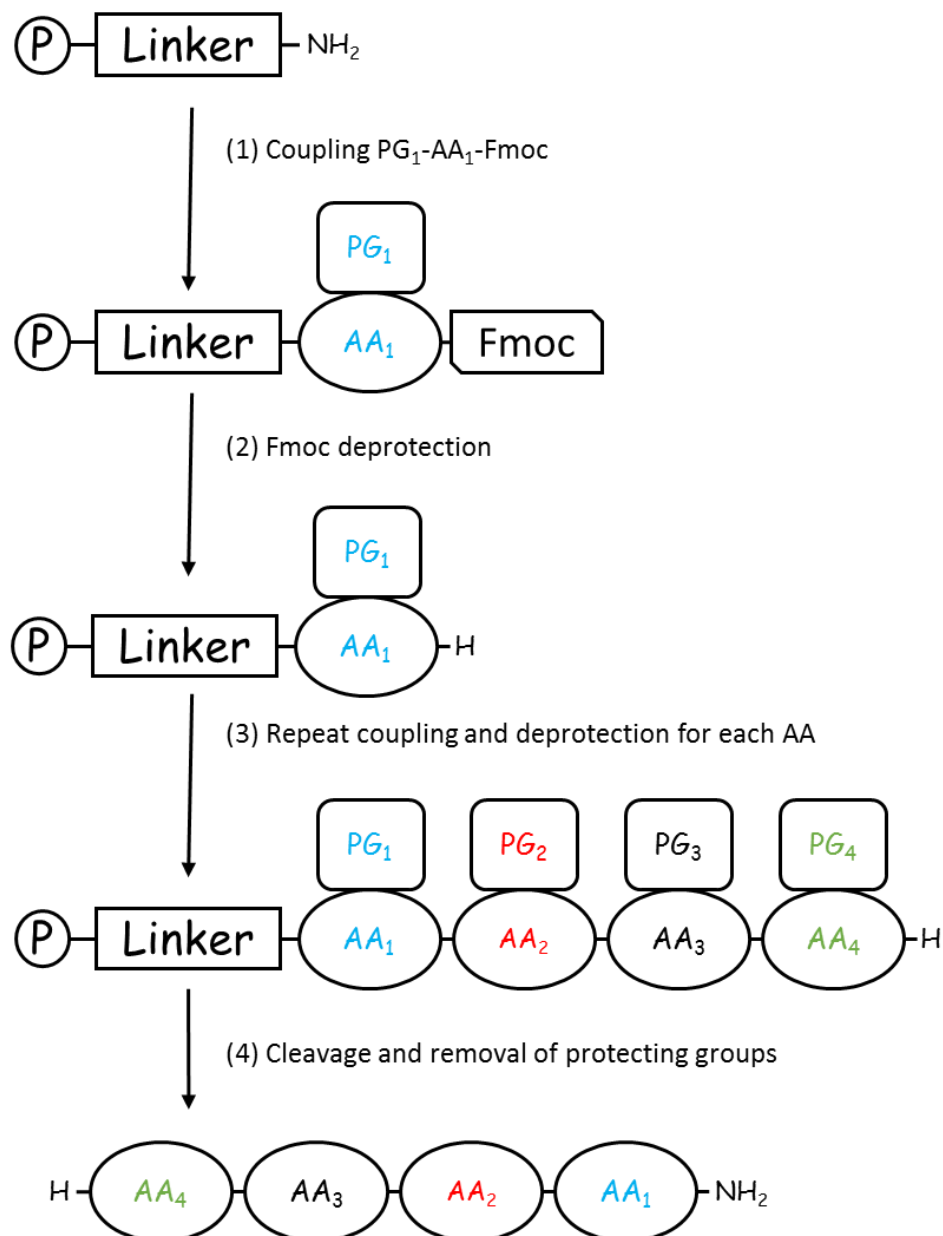 P Linker NH₂
(1) Coupling PG₁-AA₁-Fmoc
PG₁
P Linker AA₁ Fmoc
(2) Fmoc deprotection
PG₁
P Linker AA₁ H
(3) Repeat coupling and deprotection for each AA
PG₁ PG₂ PG₃ PG₄
P Linker AA₁ AA₂ AA₃ AA₄ H
(4) Cleavage and removal of protecting groups
H AA₄ AA₃ AA₂ AA₁ NH₂